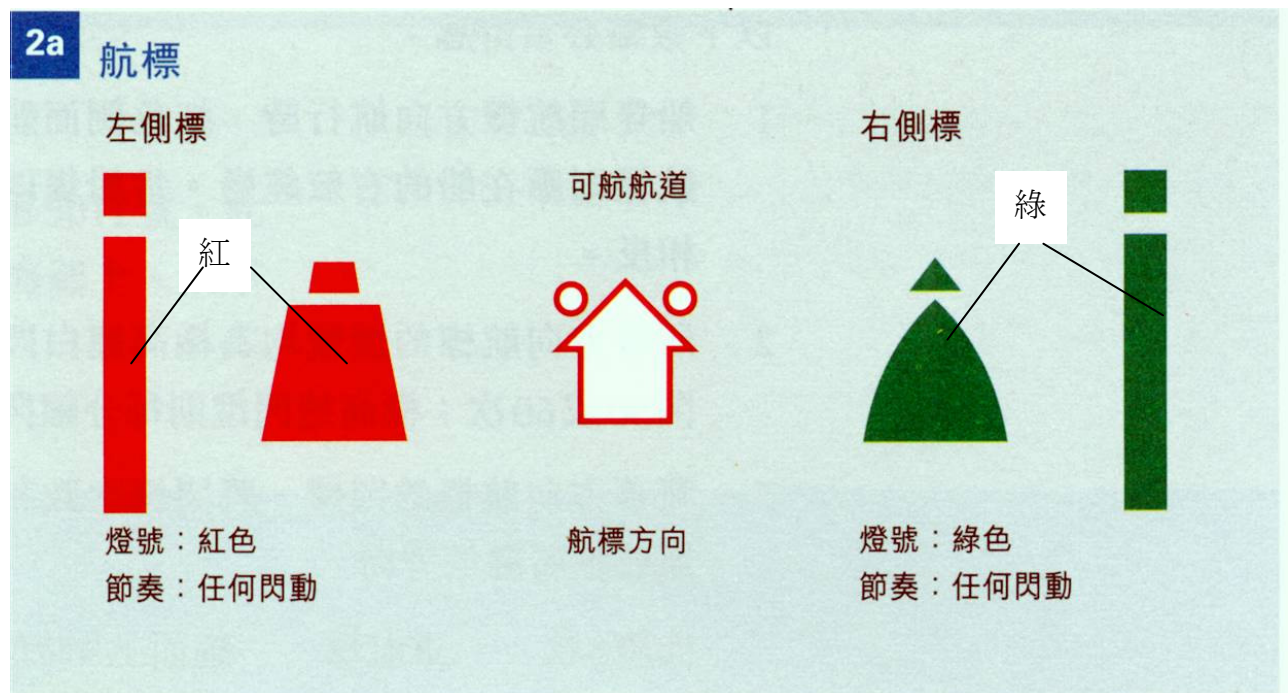 2a
航標
左側標
右側標
可航航道
紅
綠
航標方向
燈號：紅色
節奏：任何閃動
燈號：綠色
節奏：任何閃動